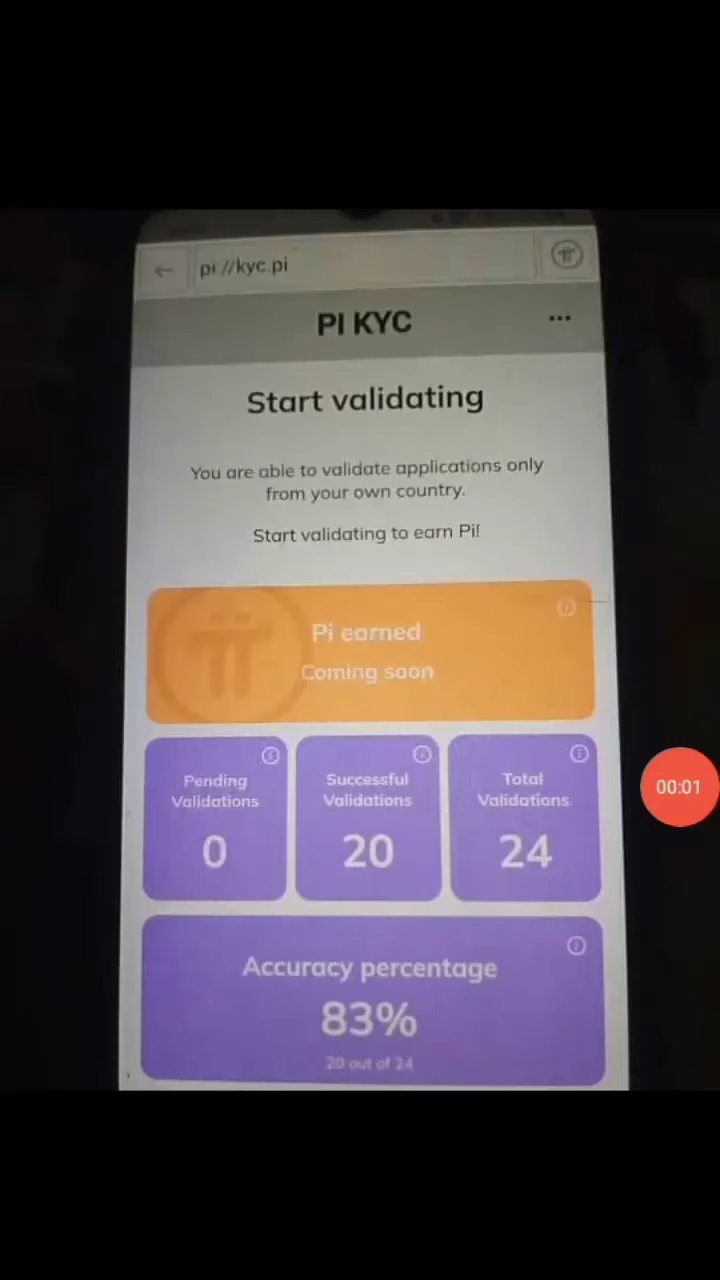 pi://kyc.pi
PI KYC
Start validating
You are able to validate applications only
from your own country.
Start validating to earn Pi!
Pi earned
Coming soon
Pending
Validations
0
Successful
Validations
20
Total
Validations
24
00:01
Accuracy percentage
83%
20 out of 24